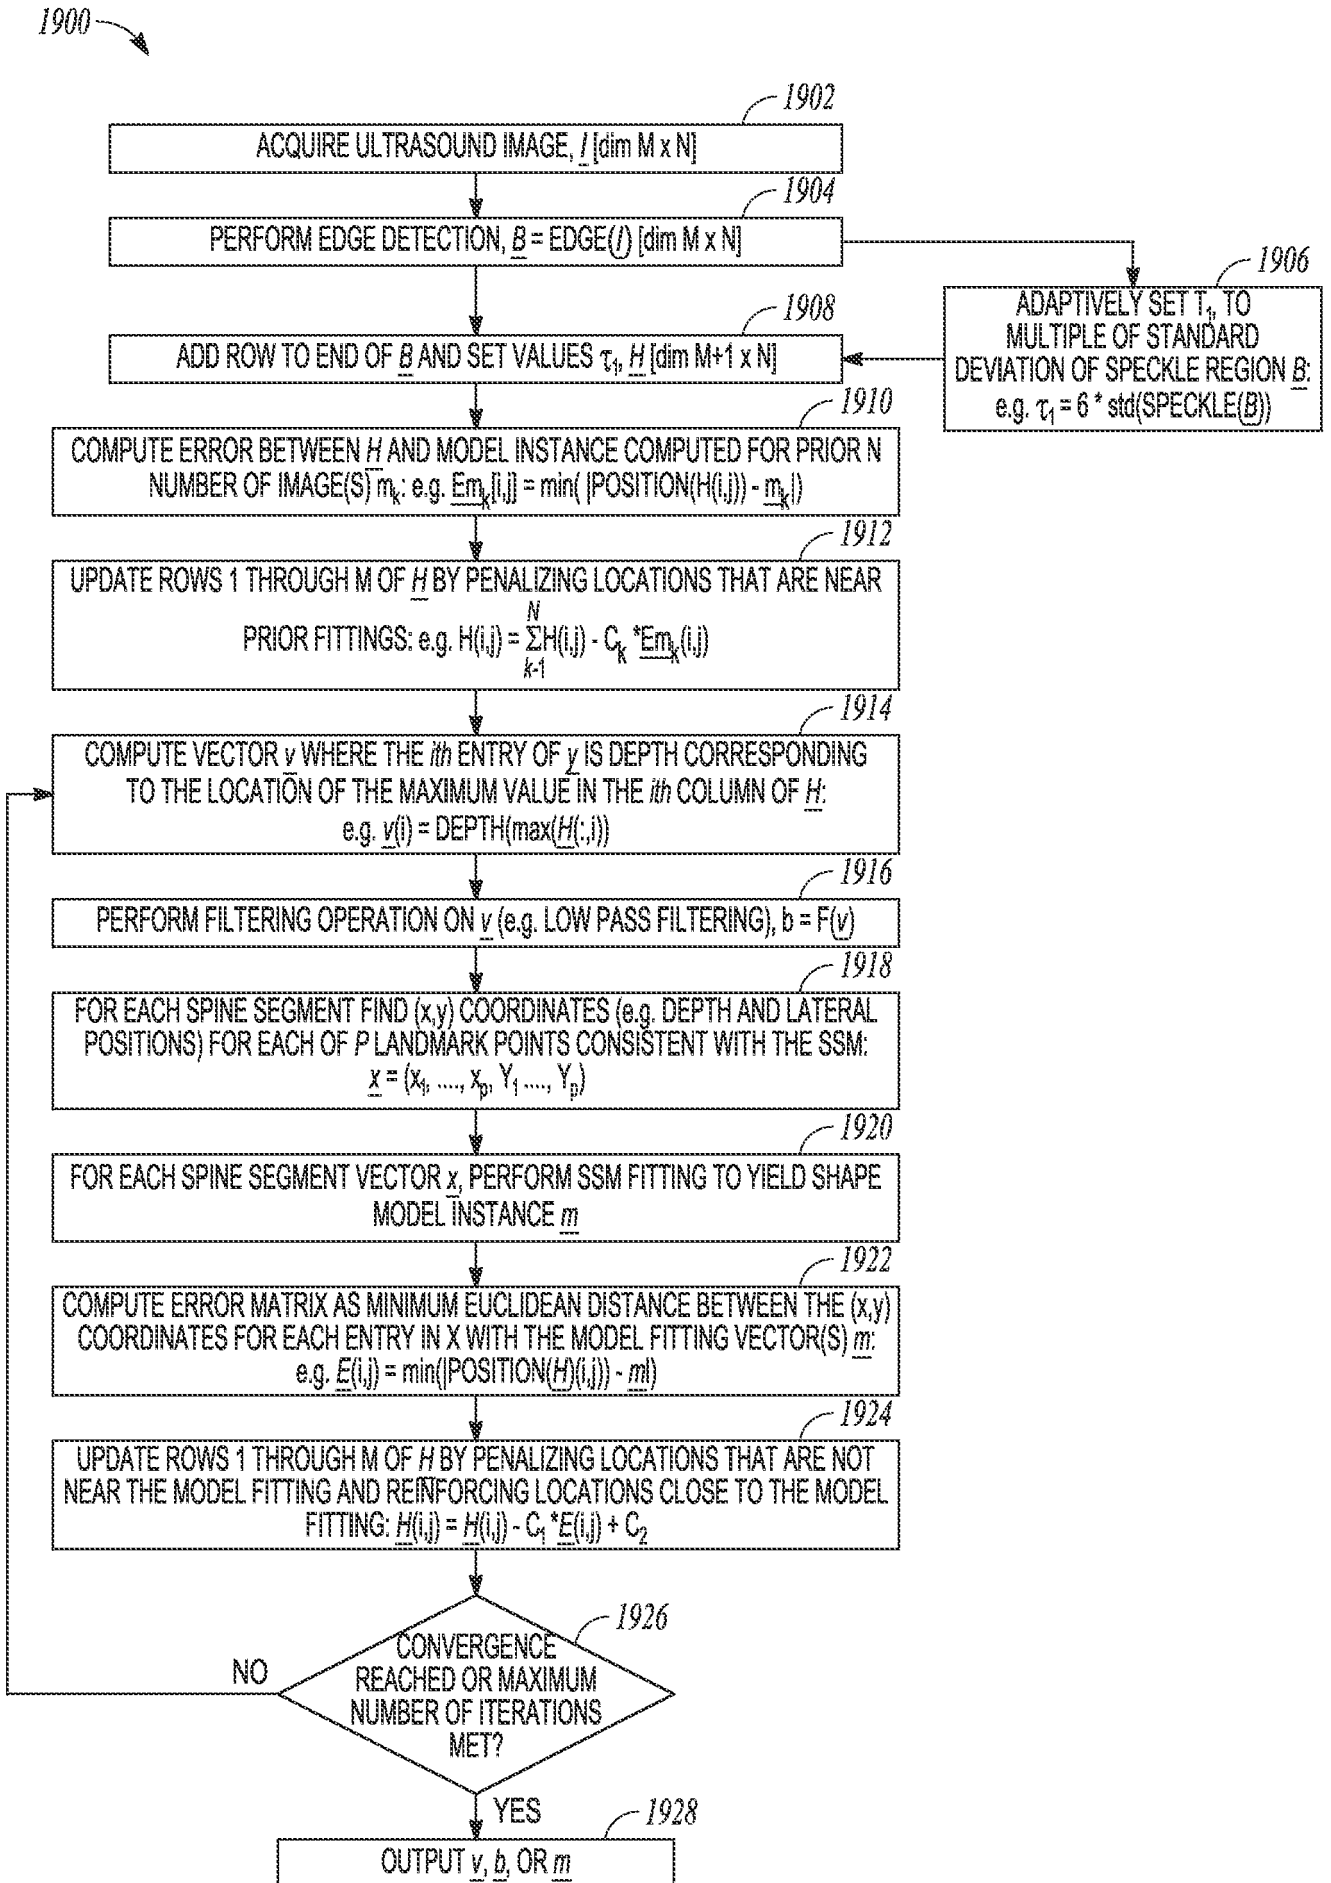 1900
1902
ACQUIRE ULTRASOUND IMAGE, I [dim M x N]
1904
PERFORM EDGE DETECTION, B = EDGE(I) [dim M x N]
1906
ADAPTIVELY SET T1, TO
MULTIPLE OF STANDARD
DEVIATION OF SPECKLE REGION B:
e.g. τ1 = 6 * std(SPECKLE(B))
1908
ADD ROW TO END OF B AND SET VALUES τ1, H [dim M+1 x N]
1910
COMPUTE ERROR BETWEEN H AND MODEL INSTANCE COMPUTED FOR PRIOR N
NUMBER OF IMAGE(S) mk: e.g. Emk[i,j] = min( |POSITION(H(i,j)) - mk|)
1912
UPDATE ROWS 1 THROUGH M OF H BY PENALIZING LOCATIONS THAT ARE NEAR
N
PRIOR FITTINGS: e.g. H(i,j) = ΣH(i,j) - Ck *Emk(i,j)
k-1
1914
COMPUTE VECTOR v WHERE THE ith ENTRY OF y IS DEPTH CORRESPONDING
TO THE LOCATION OF THE MAXIMUM VALUE IN THE ith COLUMN OF H:
e.g. v(i) = DEPTH(max(H(:,i))
1916
PERFORM FILTERING OPERATION ON v (e.g. LOW PASS FILTERING), b = F(v)
1918
FOR EACH SPINE SEGMENT FIND (x,y) COORDINATES (e.g. DEPTH AND LATERAL
POSITIONS) FOR EACH OF P LANDMARK POINTS CONSISTENT WITH THE SSM:
x = (x1, ...., xp, Y1 ...., Yp)
1920
FOR EACH SPINE SEGMENT VECTOR x, PERFORM SSM FITTING TO YIELD SHAPE
MODEL INSTANCE m
1922
COMPUTE ERROR MATRIX AS MINIMUM EUCLIDEAN DISTANCE BETWEEN THE (x,y)
COORDINATES FOR EACH ENTRY IN X WITH THE MODEL FITTING VECTOR(S) m:
e.g. E(i,j) = min(|POSITION(H)(i,j)) - m|)
1924
UPDATE ROWS 1 THROUGH M OF H BY PENALIZING LOCATIONS THAT ARE NOT
NEAR THE MODEL FITTING AND REINFORCING LOCATIONS CLOSE TO THE MODEL
FITTING: H(i,j) = H(i,j) - C1 *E(i,j) + C2
1926
CONVERGENCE
REACHED OR MAXIMUM
NUMBER OF ITERATIONS
MET?
NO
YES
1928
OUTPUT v, b, OR m